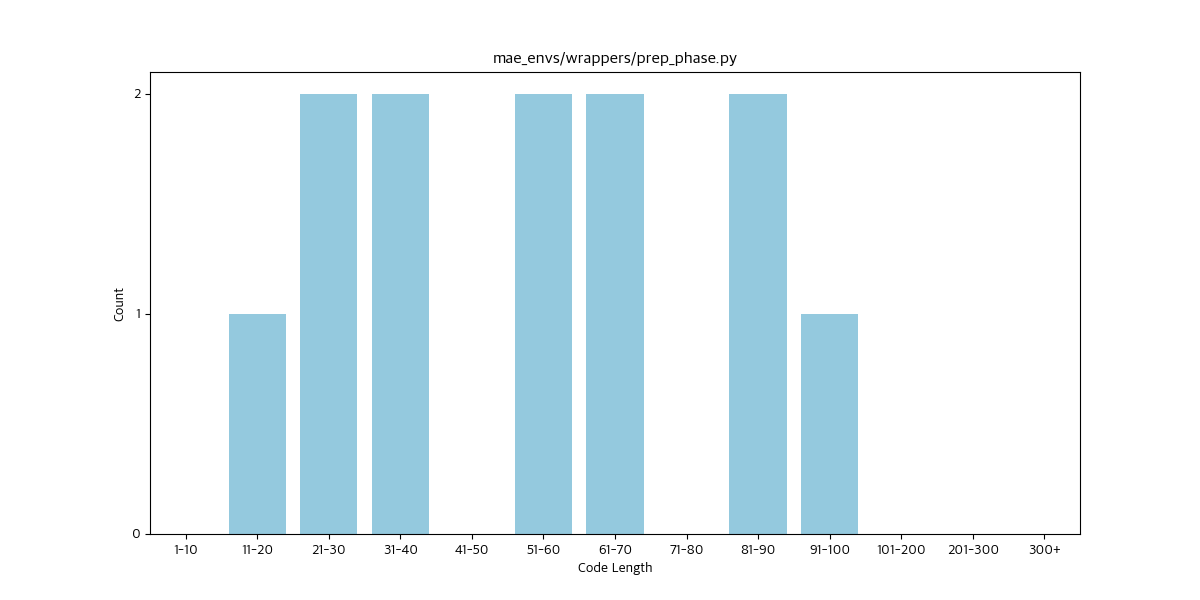 mae_envs/wrappers/prep_phase.py
2
1
0
Count
1-10 11-20 21-30 31-40 41-50 51-60 61-70 71-80 81-90 91-100 101-200 201-300 300+
Code Length